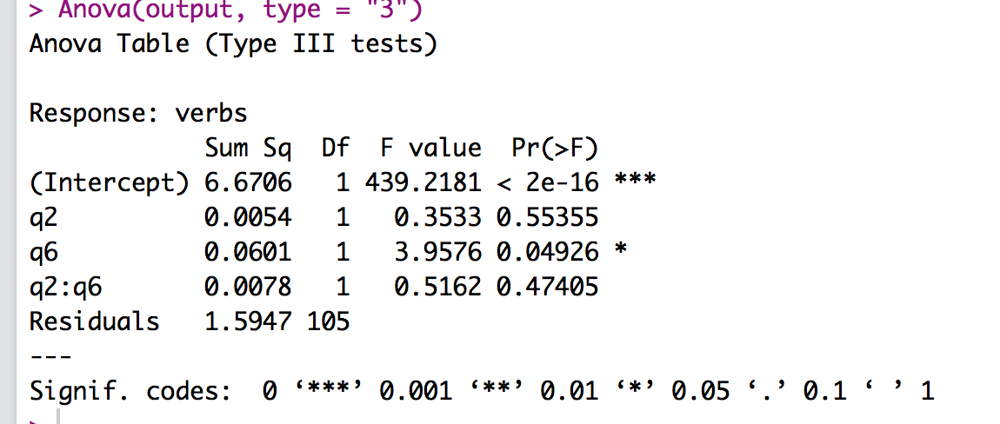 > Anova(output, type = "3")
Anova Table (Type III tests)
Response: verbs
Sum Sq Df F value Pr(>F)
(Intercept) 6.6706 1 439.2181 < 2e-16 ***
q2 0.0054 1 0.3533 0.55355
q6 0.0601 1 3.9576 0.04926 *
q2:q6 0.0078 1 0.5162 0.47405
Residuals 1.5947 105
---
Signif. codes: 0 ‘***’ 0.001 ‘**’ 0.01 ‘*’ 0.05 ‘.’ 0.1 ‘ ’ 1
>